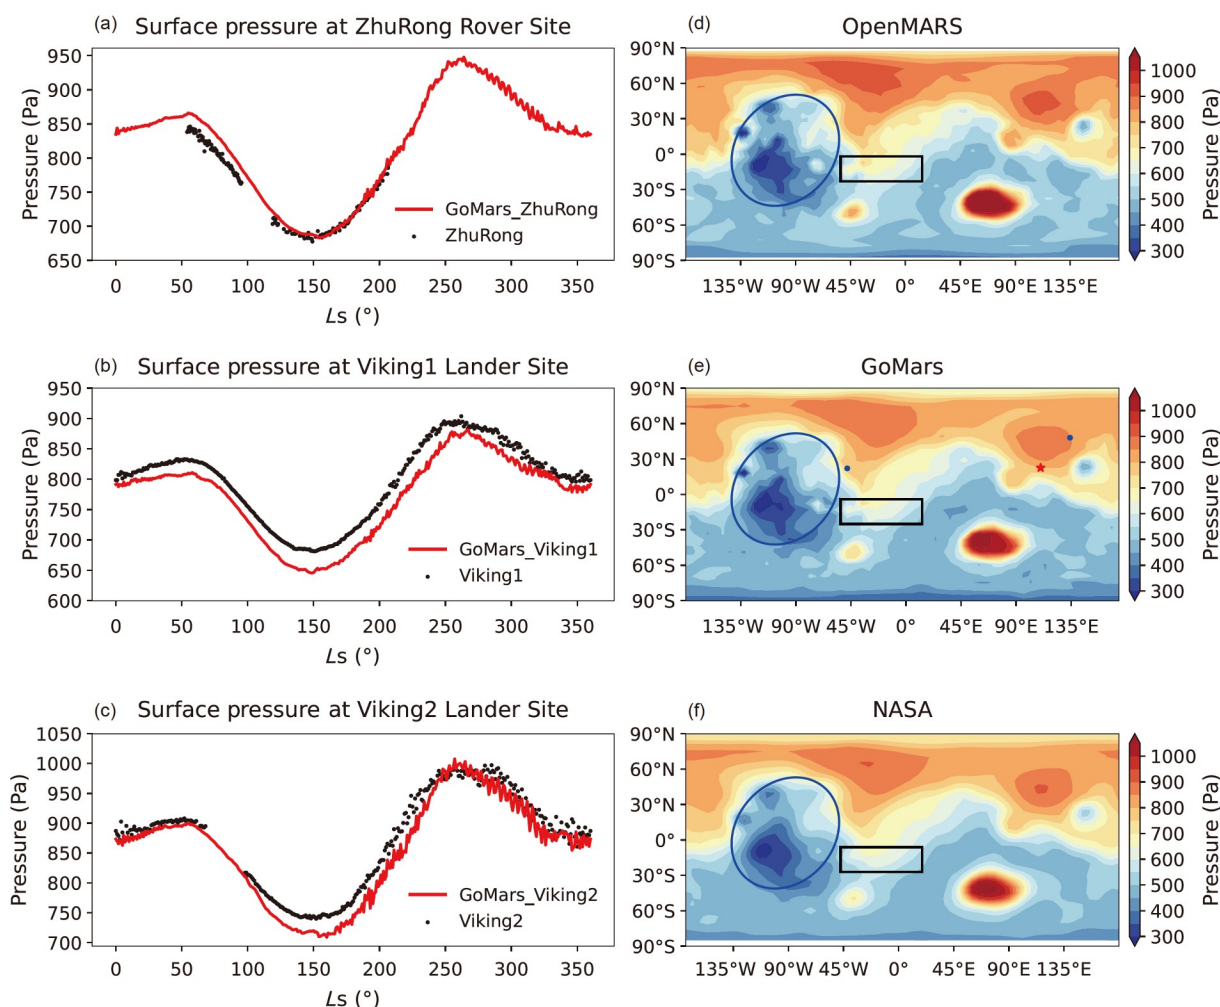 (a) Surface pressure at ZhuRong Rover Site
950
900
850
800
750
700
650
Pressure (Pa)
GoMars_ZhuRong
ZhuRong
0 50 100 150 200 250 300 350
Ls (°)
(d) OpenMARS
90°N
60°N
30°N
0°
30°S
60°S
90°S
135°W 90°W 45°W 0° 45°E 90°E 135°E
1000
900
800
700
600
500
400
300
Pressure (Pa)
(b) Surface pressure at Viking1 Lander Site
950
900
850
800
750
700
650
600
Pressure (Pa)
GoMars_Viking1
Viking1
0 50 100 150 200 250 300 350
Ls (°)
(e) GoMars
90°N
60°N
30°N
0°
30°S
60°S
90°S
135°W 90°W 45°W 0° 45°E 90°E 135°E
1000
900
800
700
600
500
400
300
Pressure (Pa)
(c) Surface pressure at Viking2 Lander Site
1050
1000
950
900
850
800
750
700
Pressure (Pa)
GoMars_Viking2
Viking2
0 50 100 150 200 250 300 350
Ls (°)
(f) NASA
90°N
60°N
30°N
0°
30°S
60°S
90°S
135°W 90°W 45°W 0° 45°E 90°E 135°E
1000
900
800
700
600
500
400
300
Pressure (Pa)